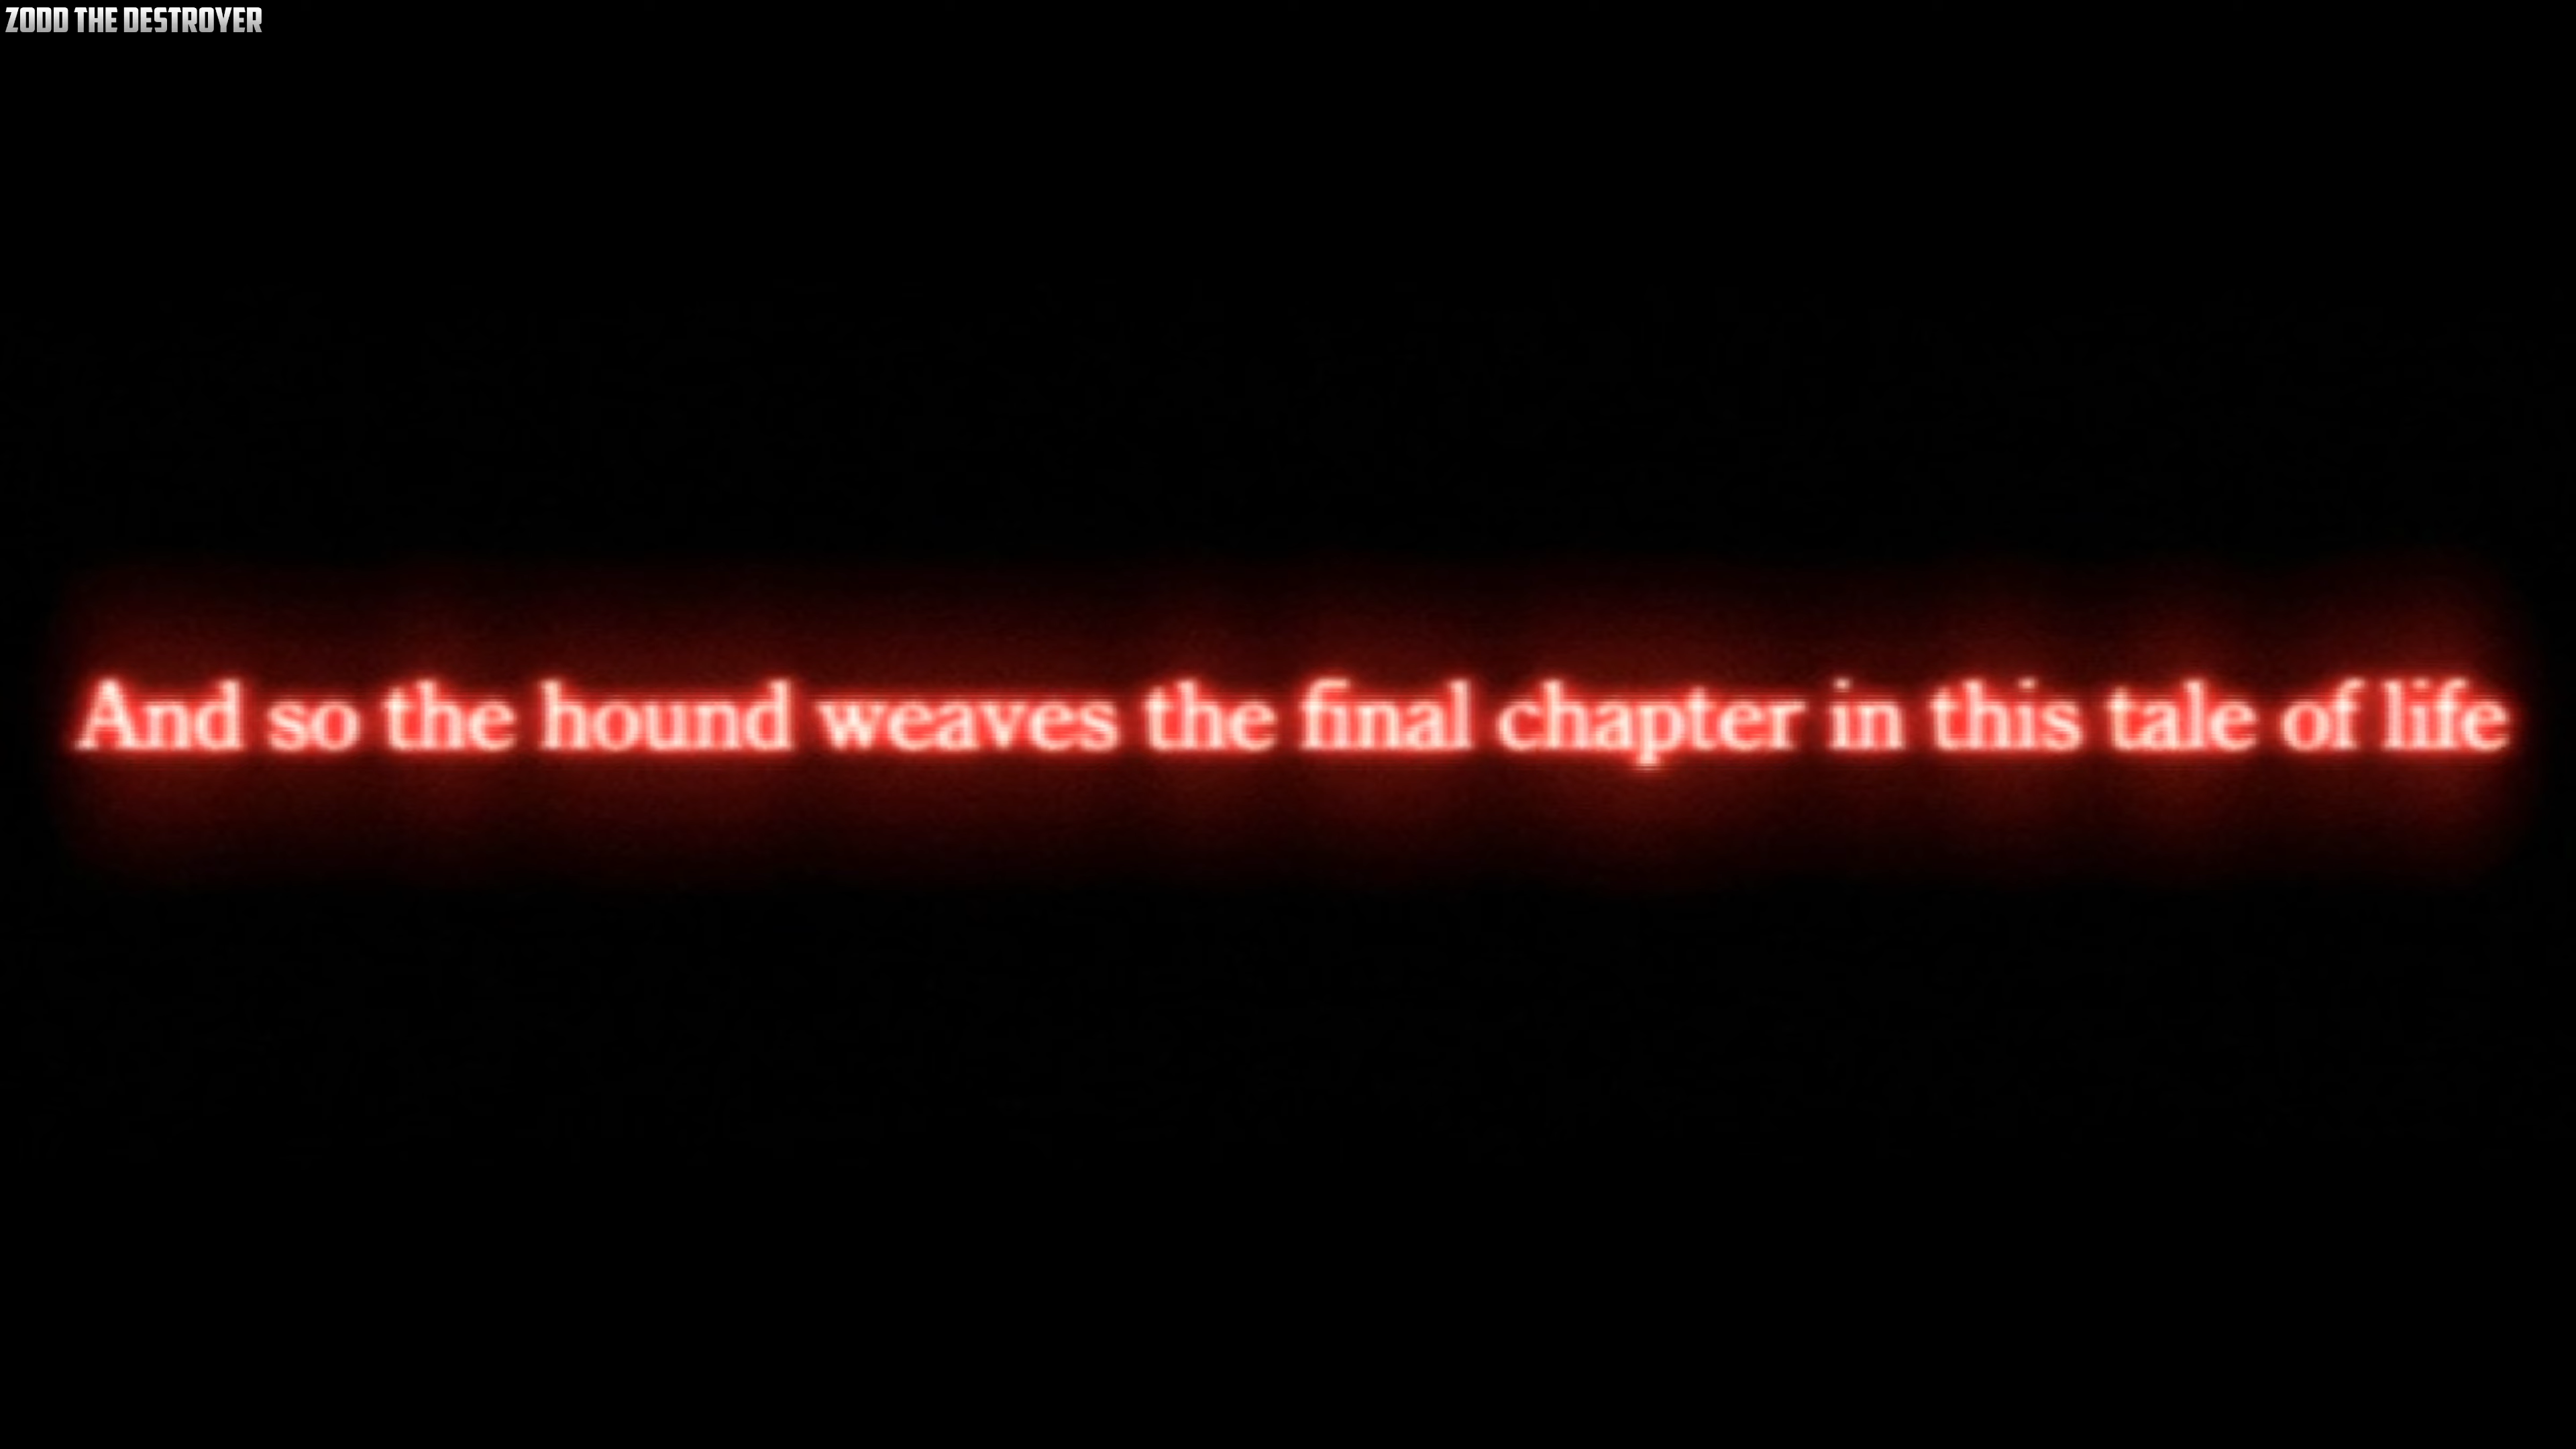 ZODD THE DESTROYER
And so the hound weaves the final chapter in this tale of life